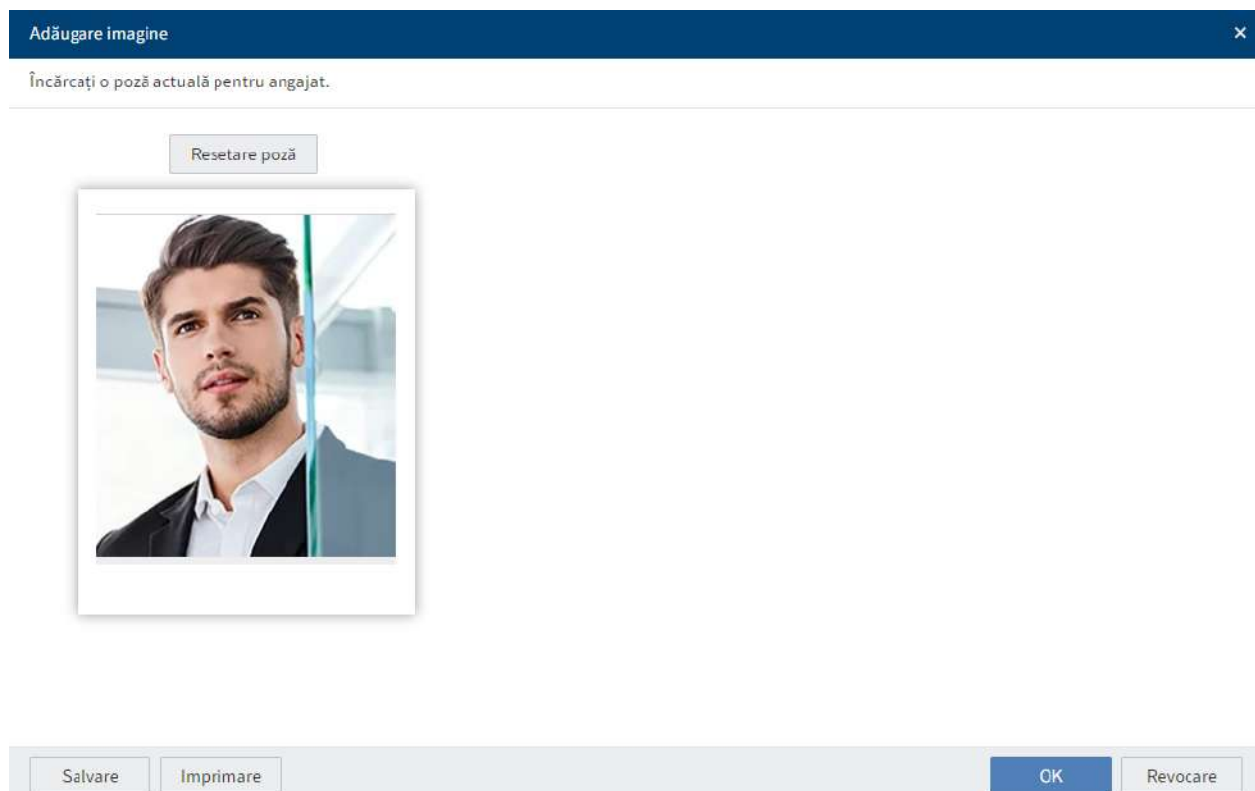 Adăugare imagine
Încărcați o poză actuală pentru angajat.
Resetare poză
Salvare Imprimare OK Revocare